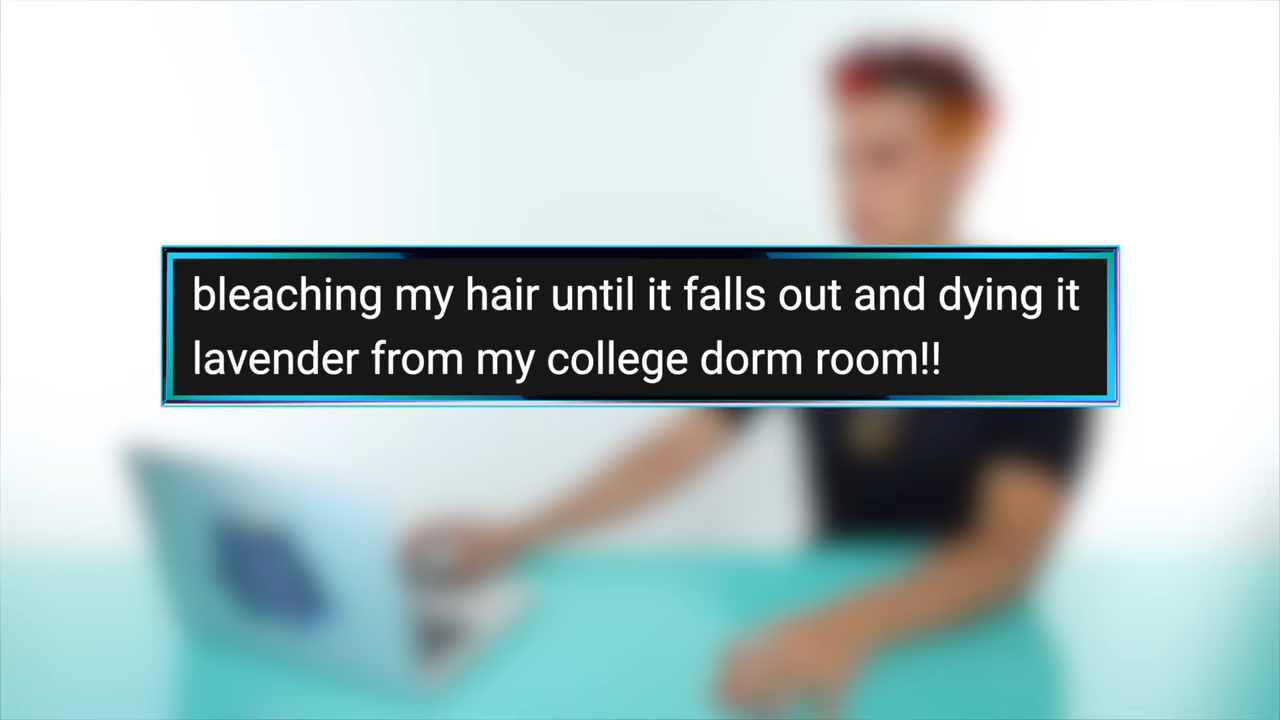 bleaching my hair until it falls out and dying it
lavender from my college dorm room!!